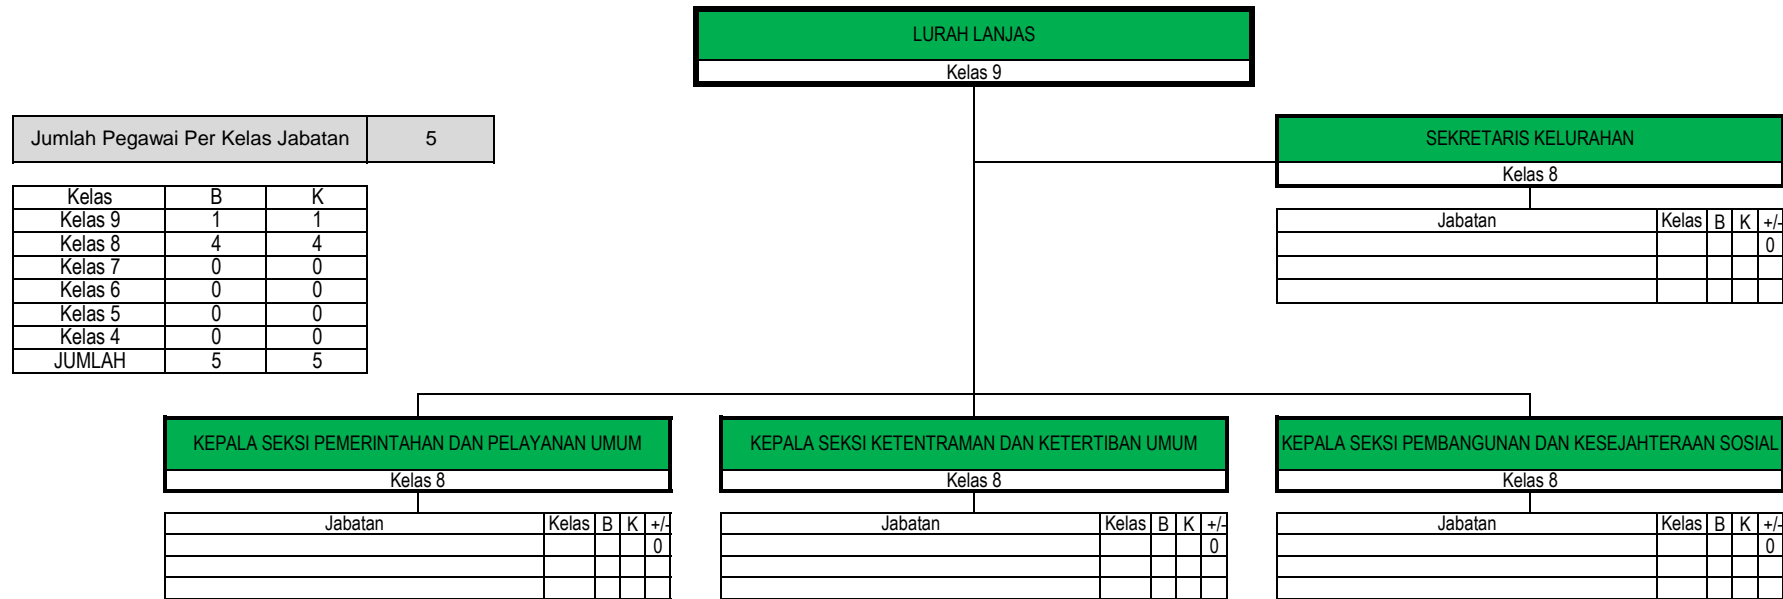 LURAH LANJAS
Kelas 9
Jumlah Pegawai Per Kelas Jabatan 5
SEKRETARIS KELURAHAN
Kelas 8
Kelas B K
Kelas 9 1 1
Kelas 8 4 4
Kelas 7 0 0
Kelas 6 0 0
Kelas 5 0 0
Kelas 4 0 0
JUMLAH 5 5
Jabatan Kelas B K +/-
0
KEPALA SEKSI PEMERINTAHAN DAN PELAYANAN UMUM
Kelas 8
Jabatan Kelas B K +/-
0
KEPALA SEKSI KETENTRAMAN DAN KETERTIBAN UMUM
Kelas 8
Jabatan Kelas B K +/-
0
KEPALA SEKSI PEMBANGUNAN DAN KESEJAHTERAAN SOSIAL
Kelas 8
Jabatan Kelas B K +/-
0